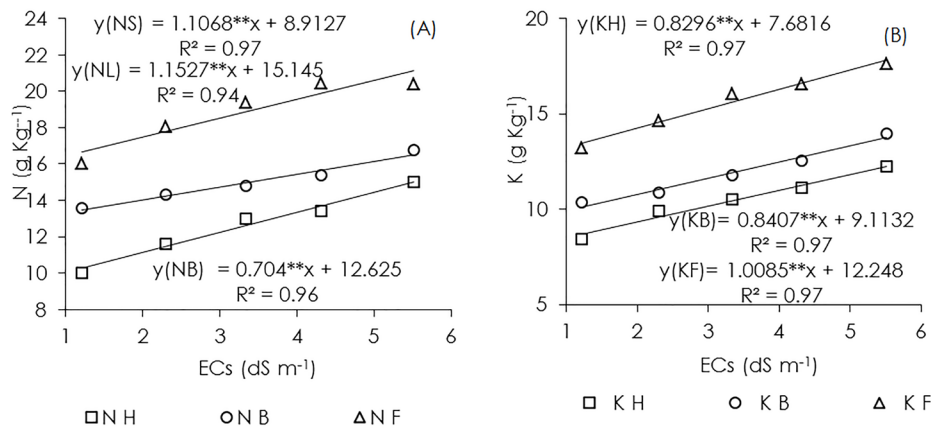 (A)
y(NS) = 1.1068**x + 8.9127
R² = 0.97
y(NL) = 1.1527**x + 15.145
R² = 0.94
y(NB) = 0.704**x + 12.625
R² = 0.96
N (g Kg⁻¹)
24
22
20
18
16
14
12
10
8
1 2 3 4 5 6
ECs (dS m⁻¹)
N H N B N F
(B)
y(KH) = 0.8296**x + 7.6816
R² = 0.97
y(KB) = 0.8407**x + 9.1132
R² = 0.97
y(KF)= 1.0085**x + 12.248
R² = 0.97
K (g Kg⁻¹)
20
15
10
5
1 2 3 4 5 6
ECs (dS m⁻¹)
K H K B K F